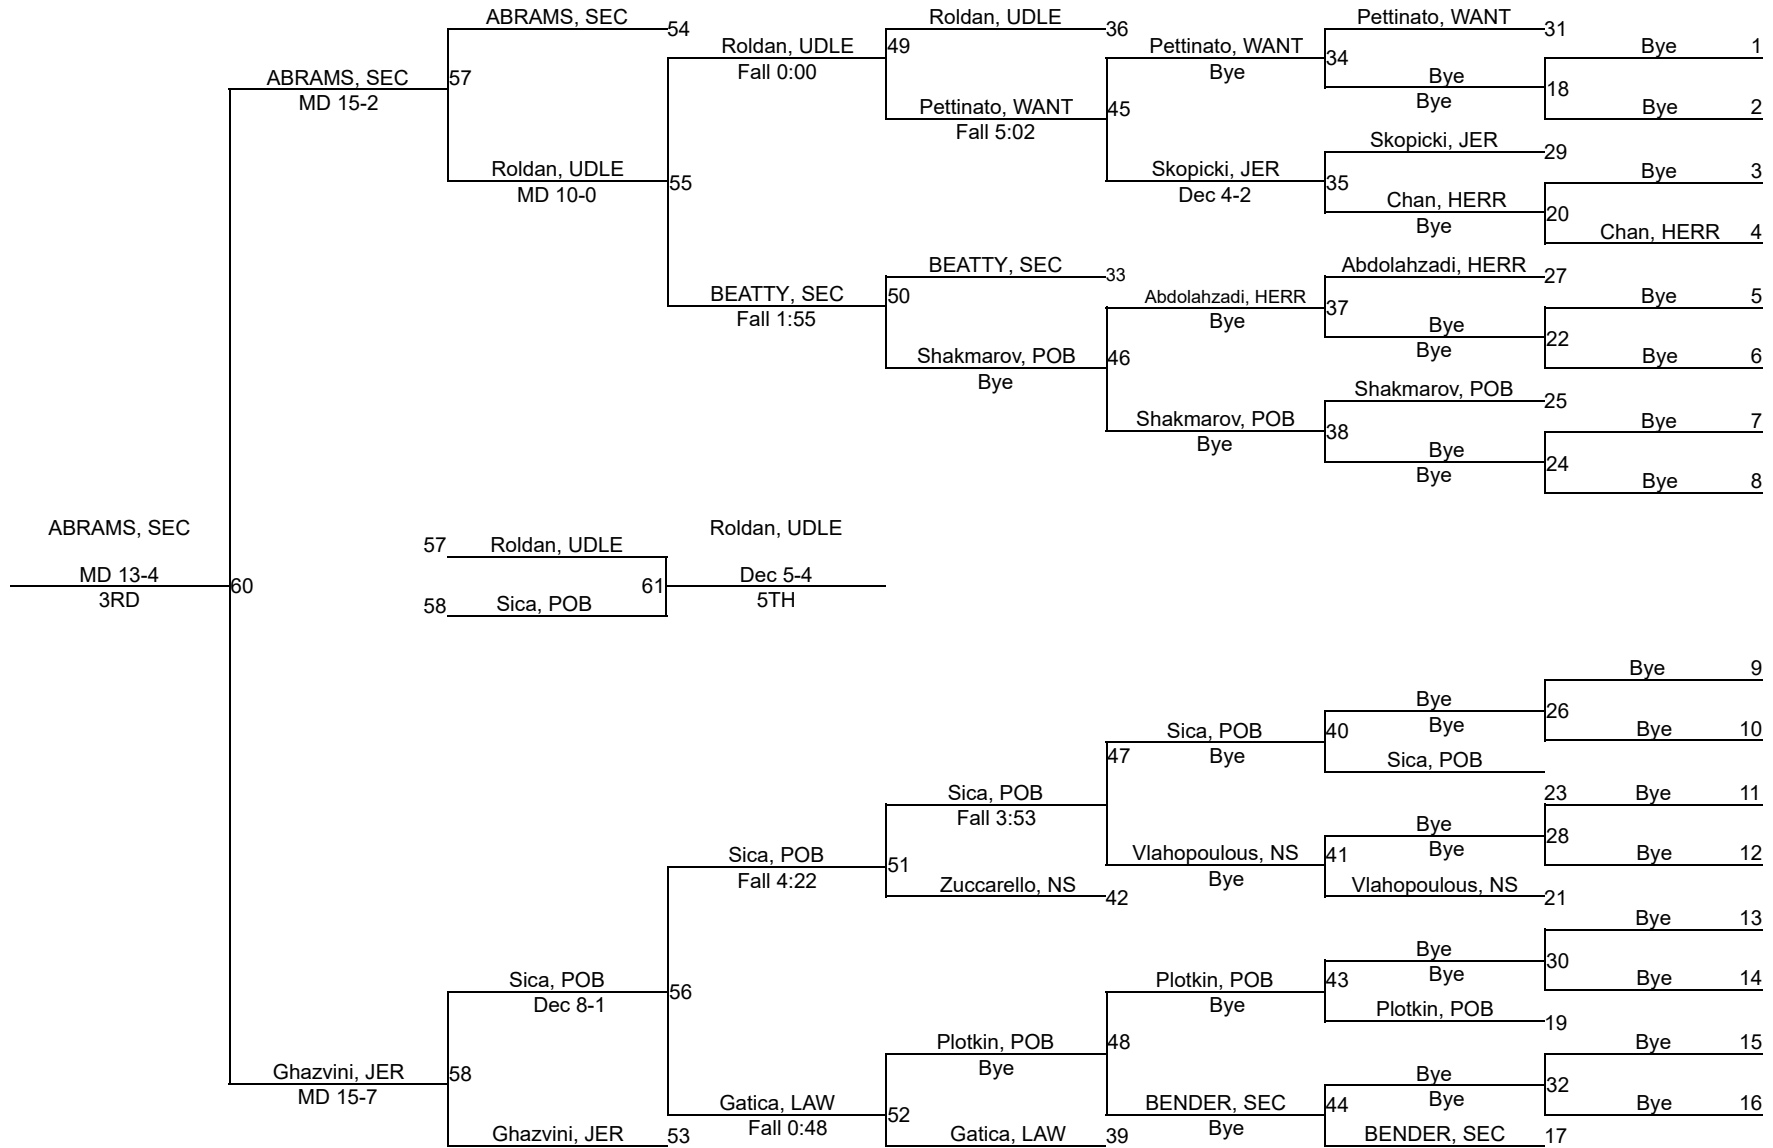 ABRAMS, SEC
54
Roldan, UDLE
36
Pettinato, WANT
31
Roldan, UDLE
49
Fall 0:00
Pettinato, WANT
34
Bye
Bye 1
ABRAMS, SEC
57
MD 15-2
Bye
18
Bye
Pettinato, WANT
45
Fall 5:02
Bye 2
Skopicki, JER
29
Roldan, UDLE
55
MD 10-0
Skopicki, JER
35
Dec 4-2
Bye 3
Chan, HERR
20
Bye
Chan, HERR 4
BEATTY, SEC
33
Abdolahzadi, HERR
27
BEATTY, SEC
50
Fall 1:55
Abdolahzadi, HERR
37
Bye
Bye 5
Bye
22
Bye
Shakmarov, POB
46
Bye
Bye 6
Shakmarov, POB
25
Shakmarov, POB
38
Bye
Bye 7
Bye
24
Bye
Bye 8
ABRAMS, SEC
MD 13-4
60
3RD
57
Roldan, UDLE
61
58
Sica, POB
Roldan, UDLE
Dec 5-4
5TH
Bye 9
Bye
26
Bye
Bye 10
Sica, POB
40
Bye
Sica, POB
47
Sica, POB
Fall 3:53
23
Bye 11
Bye
28
Bye
Bye 12
Sica, POB
51
Fall 4:22
Vlahopoulous, NS
41
Bye
Zuccarello, NS
42
Vlahopoulous, NS
21
Bye 13
Bye
30
Bye
Bye 14
Sica, POB
56
Dec 8-1
Plotkin, POB
43
Bye
Plotkin, POB
19
Plotkin, POB
48
Bye
Bye 15
Bye
32
Bye
Bye 16
Ghazvini, JER
58
MD 15-7
Gatica, LAW
52
Fall 0:48
BENDER, SEC
44
Bye
Ghazvini, JER
53
Gatica, LAW
39
BENDER, SEC
17